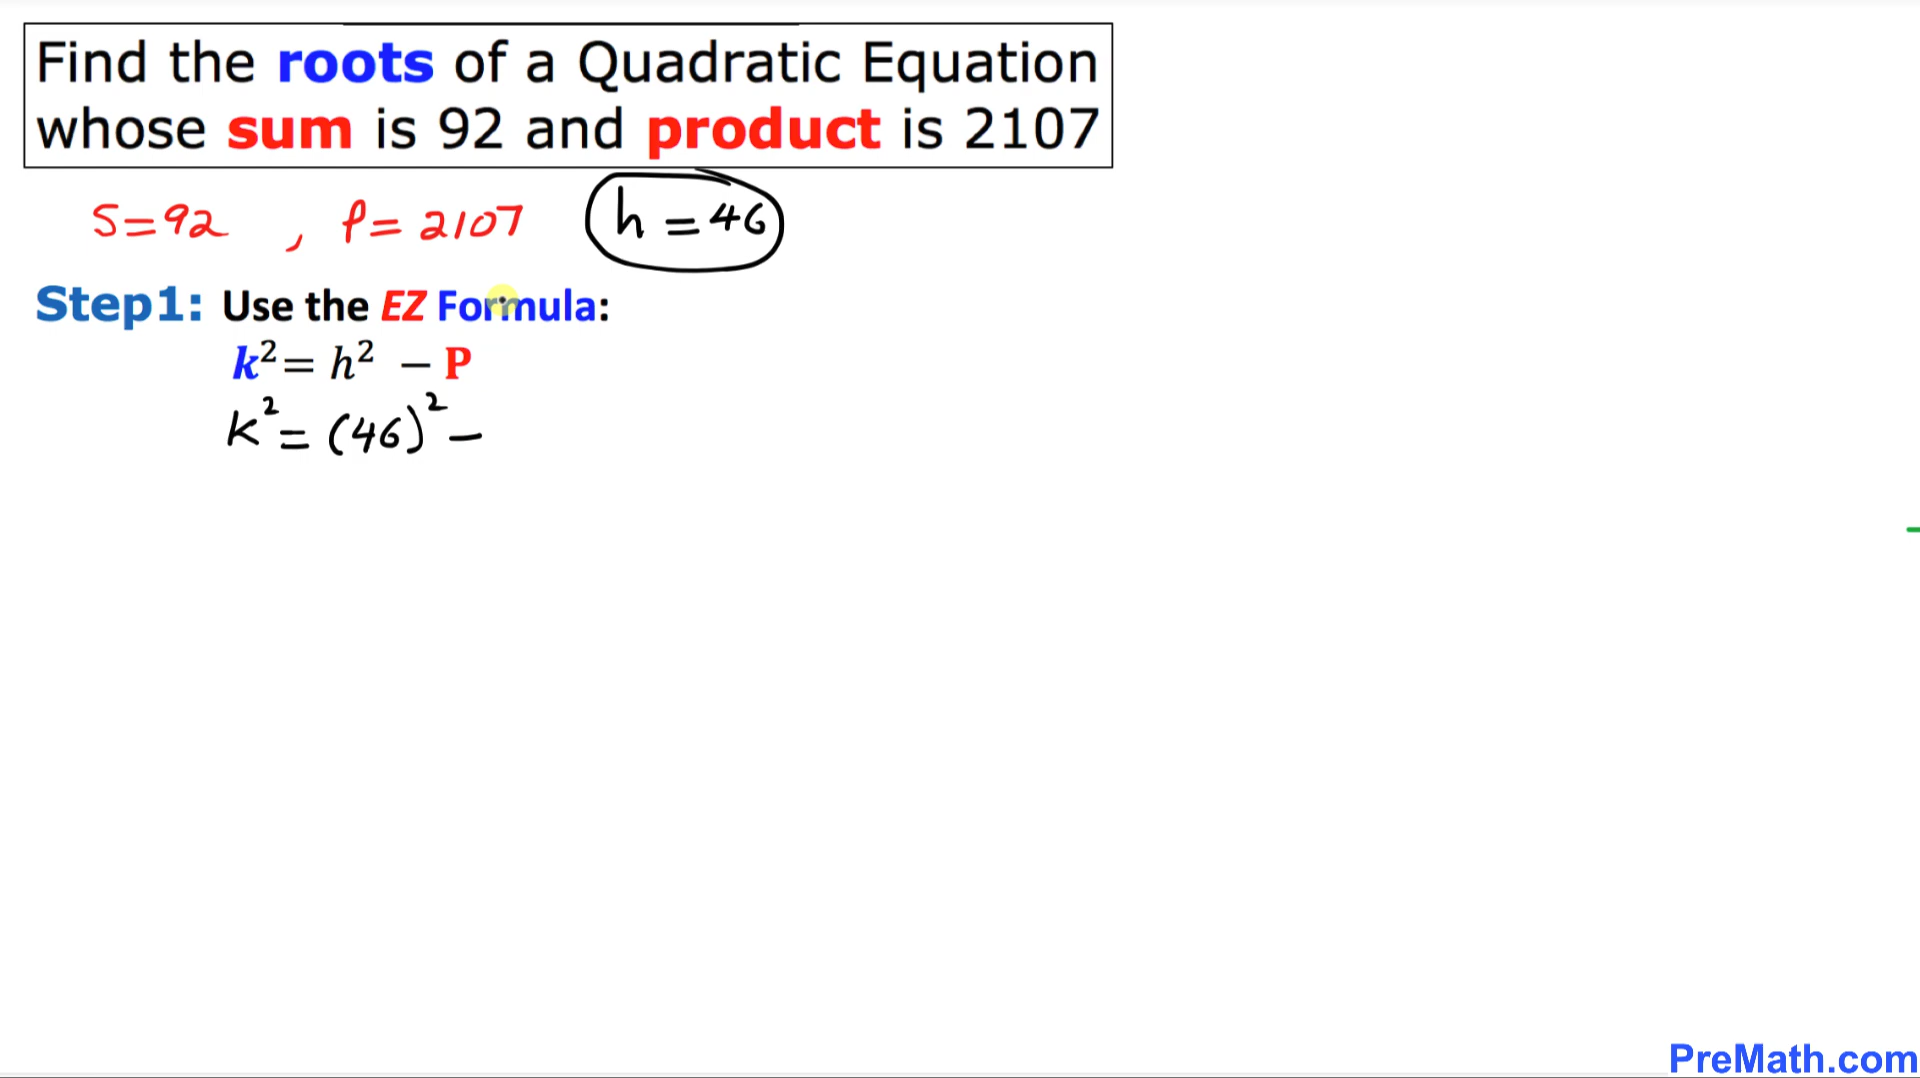 Find the roots of a Quadratic Equation
whose sum is 92 and product is 2107
S=92 , P= 2107 h = 46
Step1: Use the EZ Formula:
k² = h² − P
k² = (46)² −
PreMath.com